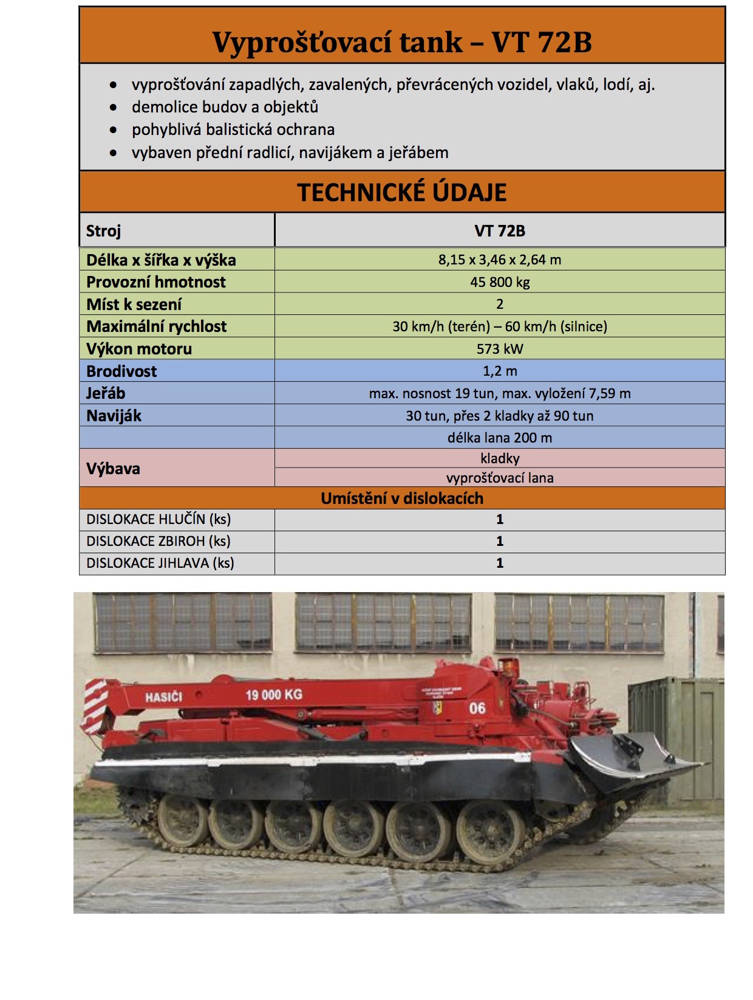 Vyprošťovací tank – VT 72B
• vyprošťování zapadlých, zavalených, převrácených vozidel, vlaků, lodí, aj.
• demolice budov a objektů
• pohyblivá balistická ochrana
• vybaven přední radlicí, navijákem a jeřábem
TECHNICKÉ ÚDAJE
Stroj VT 72B
Délka x šířka x výška 8,15 x 3,46 x 2,64 m
Provozní hmotnost 45 800 kg
Míst k sezení 2
Maximální rychlost 30 km/h (terén) – 60 km/h (silnice)
Výkon motoru 573 kW
Brodivost 1,2 m
Jeřáb max. nosnost 19 tun, max. vyložení 7,59 m
Naviják 30 tun, přes 2 kladky až 90 tun
délka lana 200 m
Výbava kladky
vyprošťovací lana
Umístění v dislokacích
DISLOKACE HLUČÍN (ks) 1
DISLOKACE ZBIROH (ks) 1
DISLOKACE JIHLAVA (ks) 1
HASIČI 19 000 KG
06